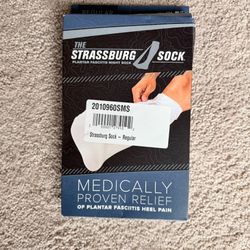 REGULAR
THE
STRASSBURG SOCK
PLANTAR FASCIITIS NIGHT SOCK
2010960SMS
Strassburg Sock - Regular
MEDICALLY
PROVEN RELIEF
OF PLANTAR FASCIITIS HEEL PAIN